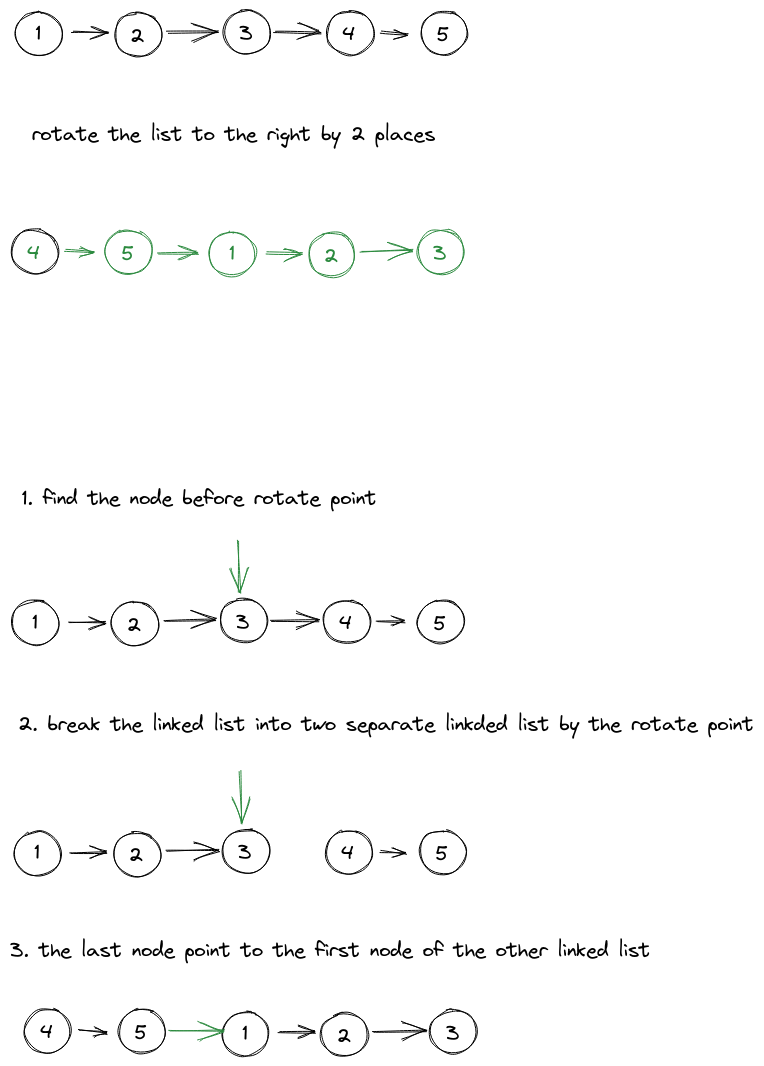 1 2 3 4 5
rotate the list to the right by 2 places
4 5 1 2 3
1. find the node before rotate point
1 2 3 4 5
2. break the linked list into two separate linkded list by the rotate point
1 2 3 4 5
3. the last node point to the first node of the other linked list
4 5 1 2 3